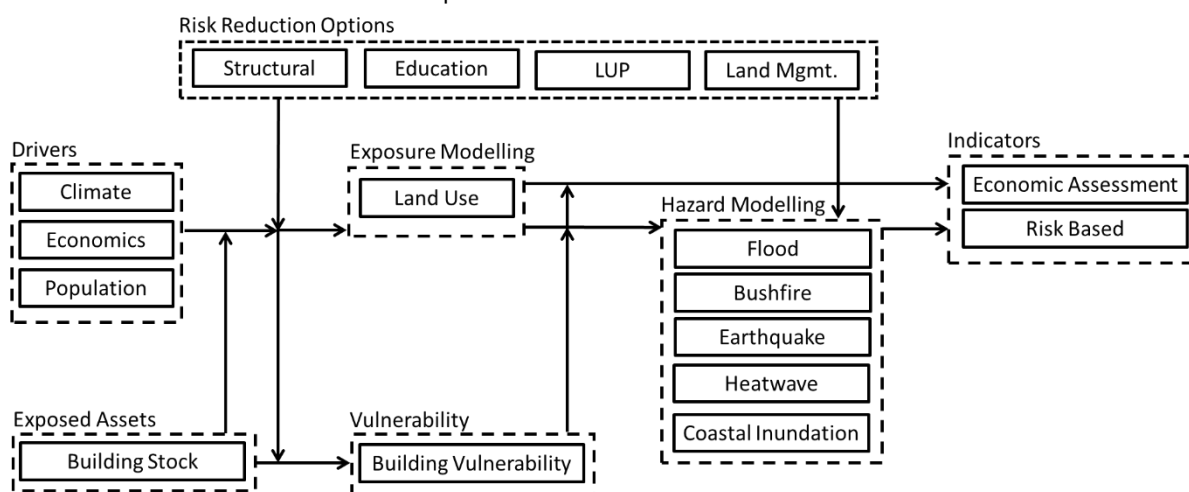 Risk Reduction Options
Structural
Education
LUP
Land Mgmt.
Drivers
Climate
Economics
Population
Exposure Modelling
Land Use
Hazard Modelling
Flood
Bushfire
Earthquake
Heatwave
Coastal Inundation
Indicators
Economic Assessment
Risk Based
Exposed Assets
Building Stock
Vulnerability
Building Vulnerability